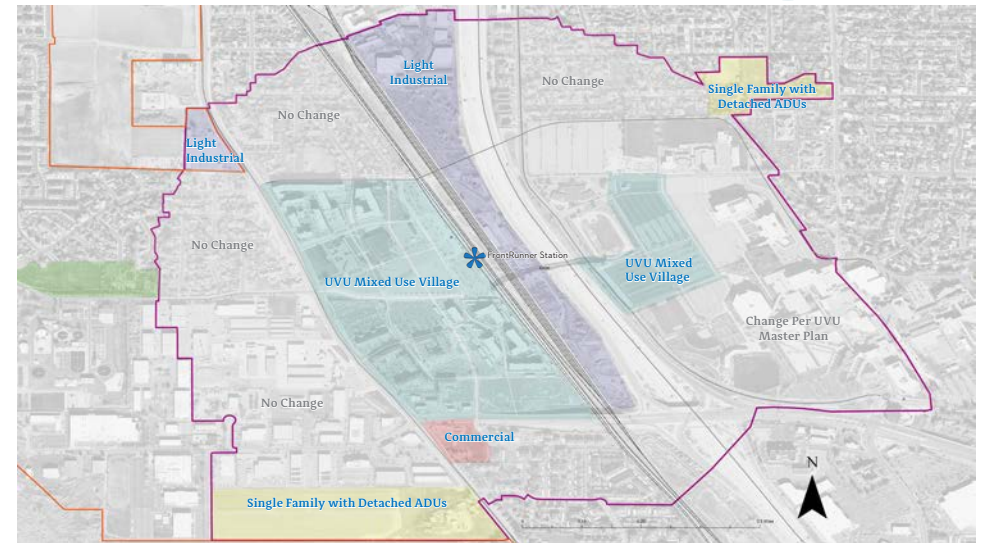 Light
Industrial
No Change
Single Family with
Detached ADUs
No Change
Light
Industrial
No Change
FrontRunner Station
UVU Mixed
Use Village
UVU Mixed Use Village
Change Per UVU
Master Plan
No Change
Commercial
N
Single Family with Detached ADUs
0